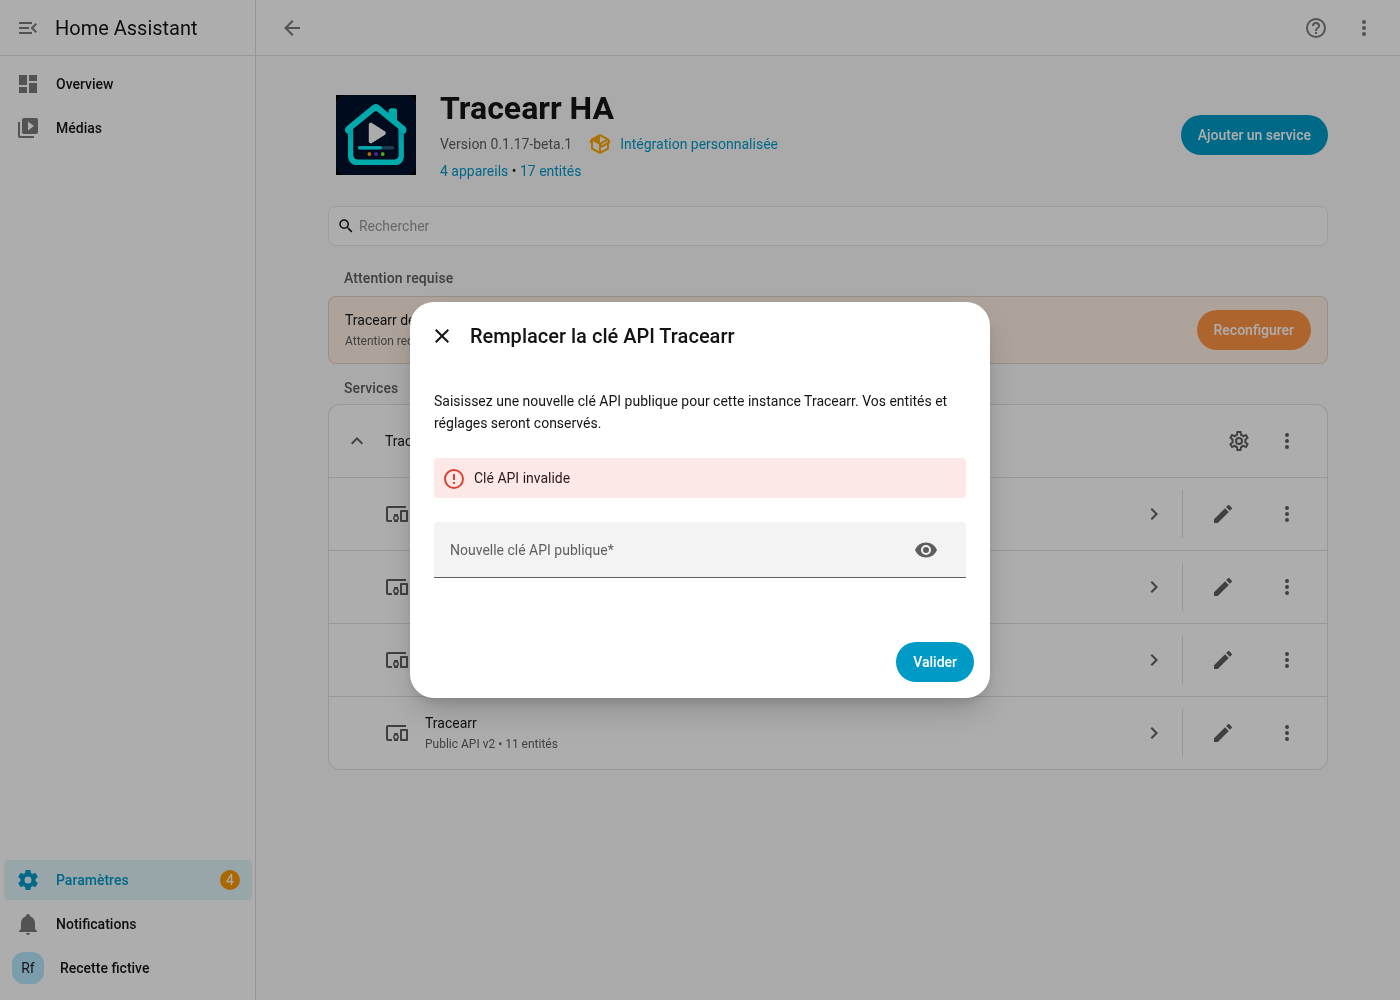 Home Assistant
Overview
Médias
Tracearr HA
Version 0.1.17-beta.1
Intégration personnalisée
4 appareils • 17 entités
Ajouter un service
Rechercher
Attention requise
Tracearr
Attention
Reconfigurer
Services
Remplacer la clé API Tracearr
Saisissez une nouvelle clé API publique pour cette instance Tracearr. Vos entités et
réglages seront conservés.
Clé API invalide
Nouvelle clé API publique*
Valider
Tracearr
Public API v2 • 11 entités
Paramètres
4
Notifications
Rf
Recette fictive